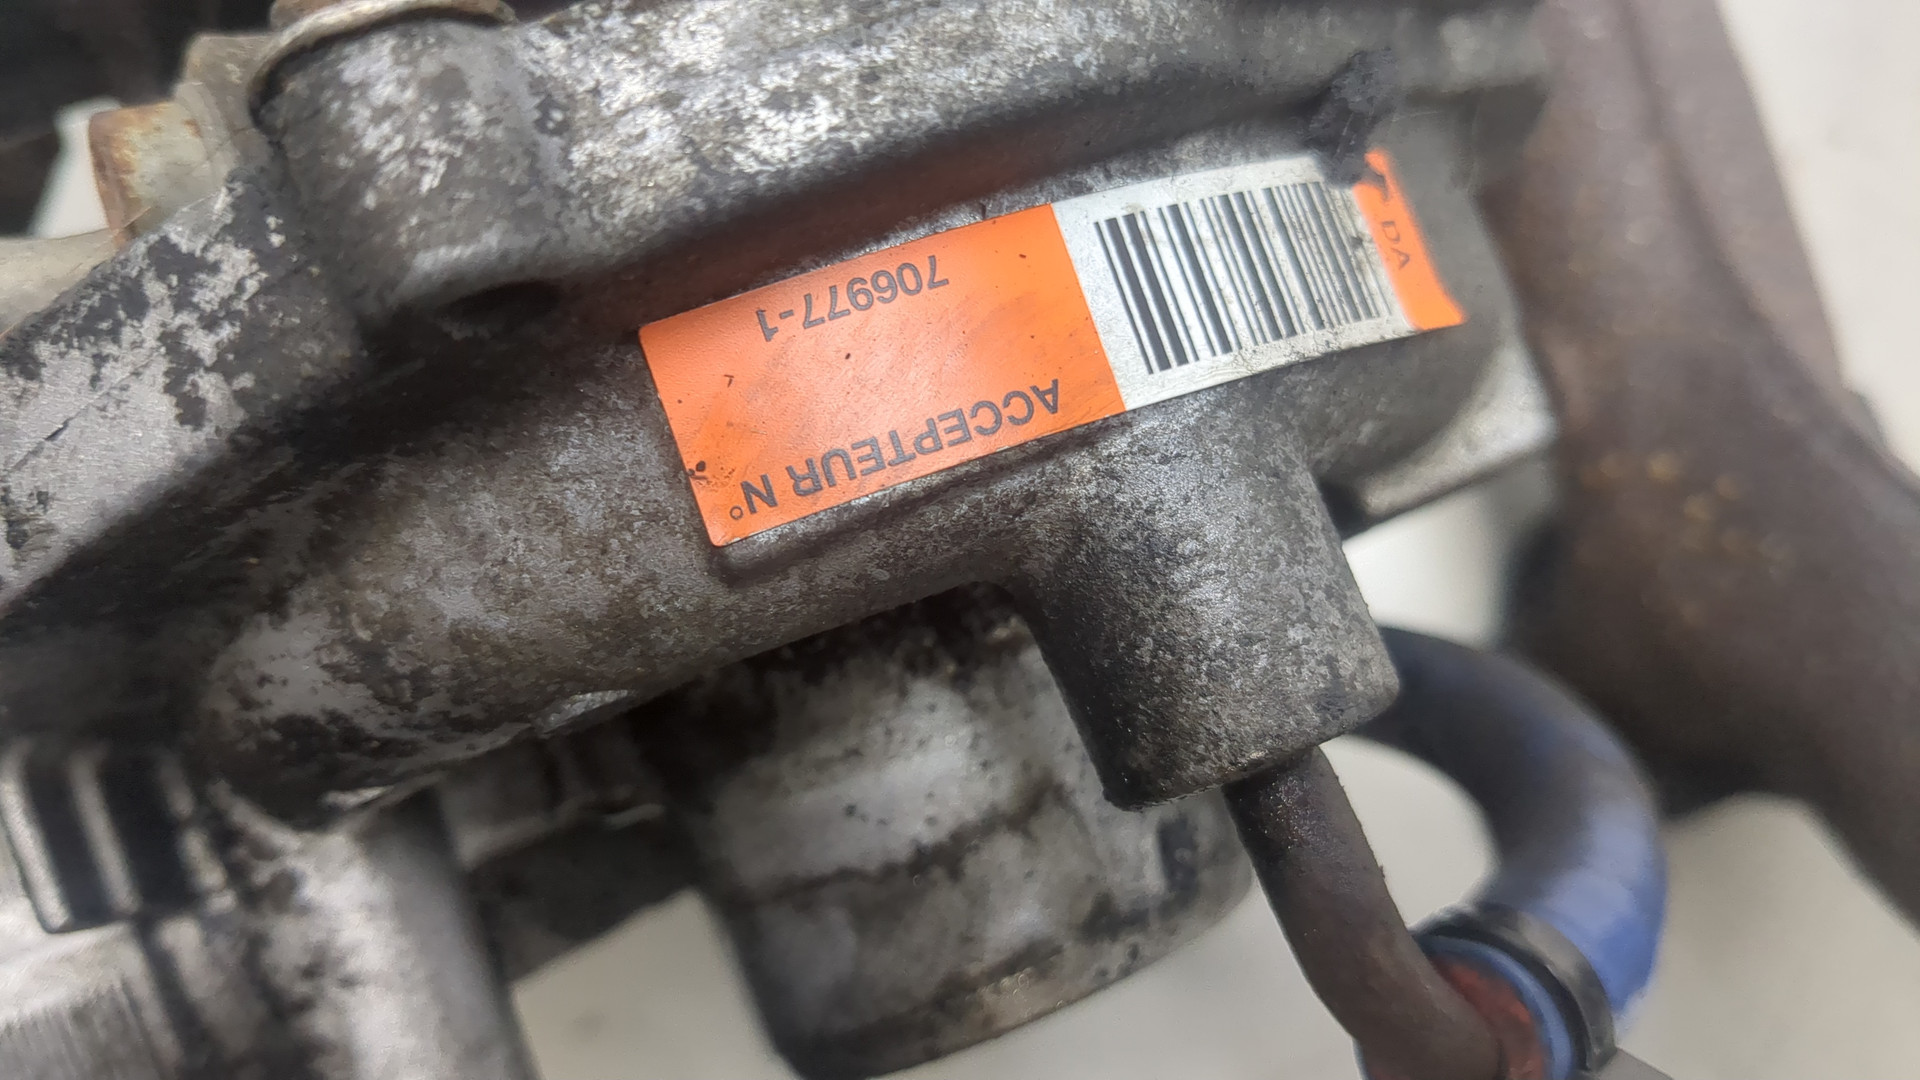 ACCEPTEUR N°
706977-1
DA